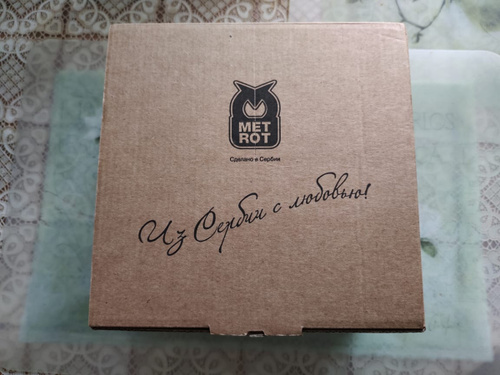 MET
ROT
Сделано в Сербии
Из Сербии с любовью!